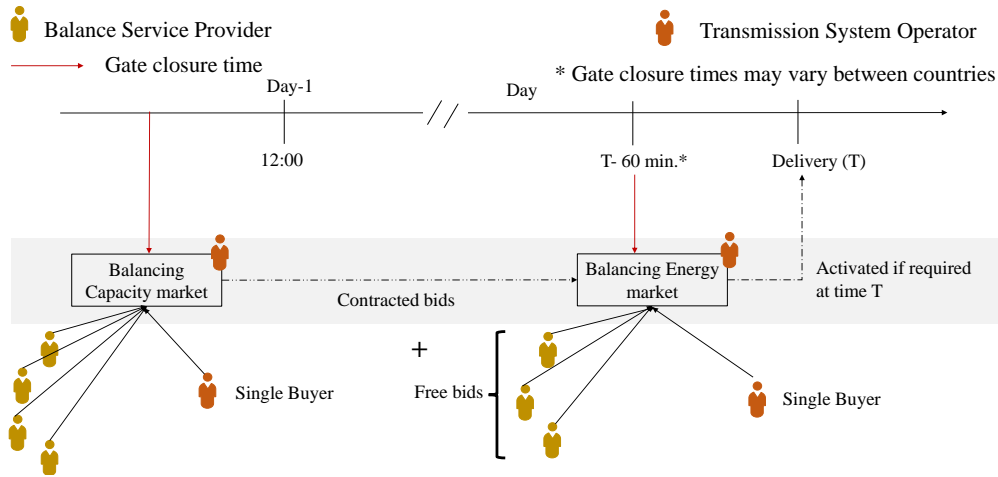 Balance Service Provider
Transmission System Operator
Gate closure time
* Gate closure times may vary between countries
Day-1
Day
12:00
T- 60 min.*
Delivery (T)
Balancing
Capacity market
Balancing Energy
market
Activated if required
at time T
Contracted bids
+
Free bids
Single Buyer
Single Buyer